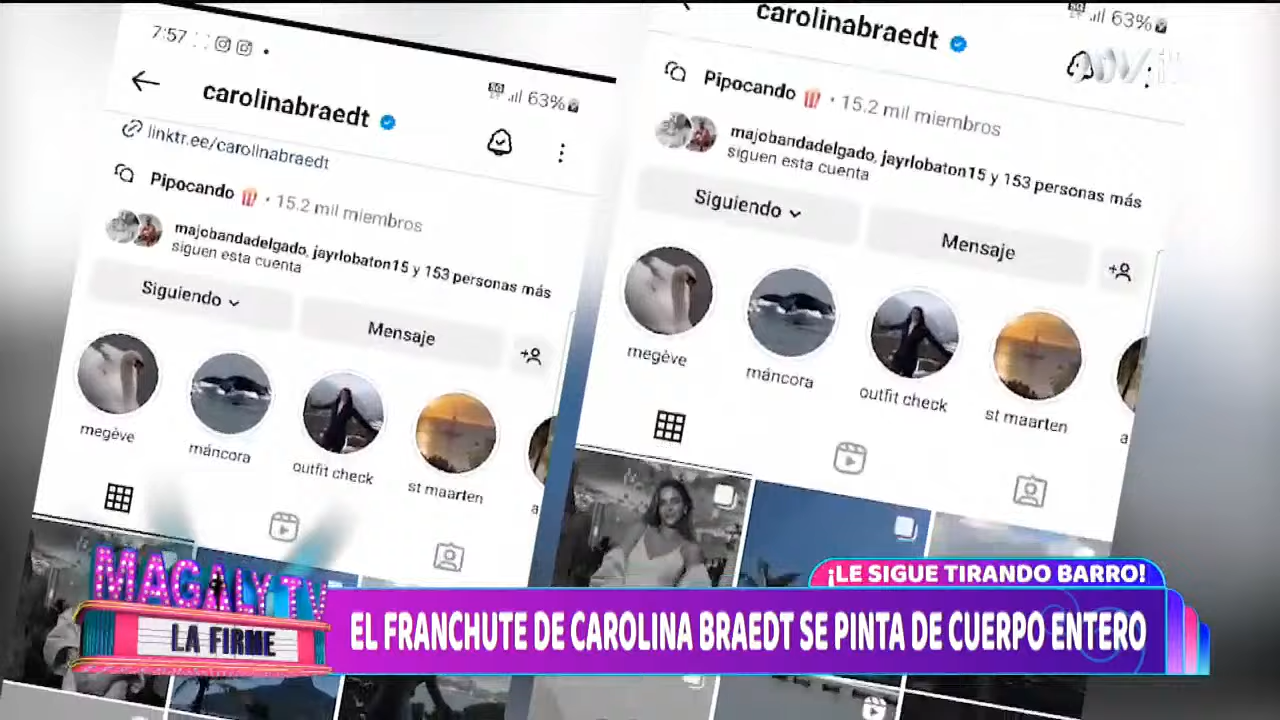 7:57
5G 63%
carolinabraedt
linktr.ee/carolinabraedt
Pipocando 🍿 · 15.2 mil miembros
majobandadelgado, jayrlobaton15 y 153 personas más
siguen esta cuenta
Siguiendo
Mensaje
megève
máncora
outfit check
st maarten
a
5G 63%
carolinabraedt
Pipocando 🍿 · 15.2 mil miembros
majobandadelgado, jayrlobaton15 y 153 personas más
siguen esta cuenta
Siguiendo
Mensaje
megève
máncora
outfit check
st maarten
a
MAGALY TV
LA FIRME
¡LE SIGUE TIRANDO BARRO!
EL FRANCHUTE DE CAROLINA BRAEDT SE PINTA DE CUERPO ENTERO